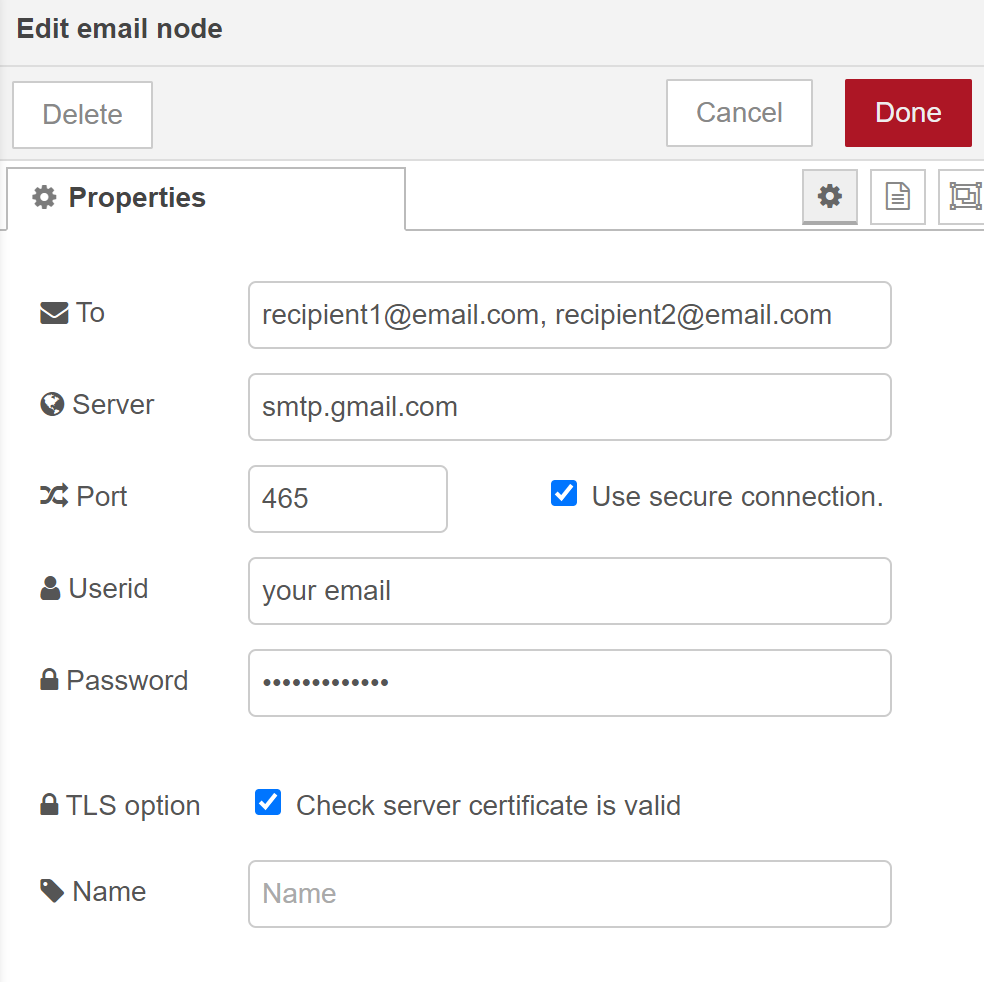 Edit email node
Delete
Cancel
Done
Properties
To
recipient1@email.com, recipient2@email.com
Server
smtp.gmail.com
Port
465
Use secure connection.
Userid
your email
Password
•••••••••••••
TLS option
Check server certificate is valid
Name
Name